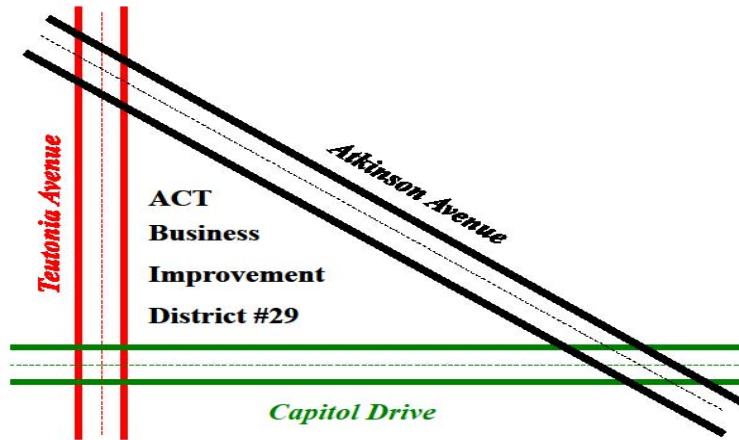 Teutonia Avenue
Atkinson Avenue
ACT
Business
Improvement
District #29
Capitol Drive